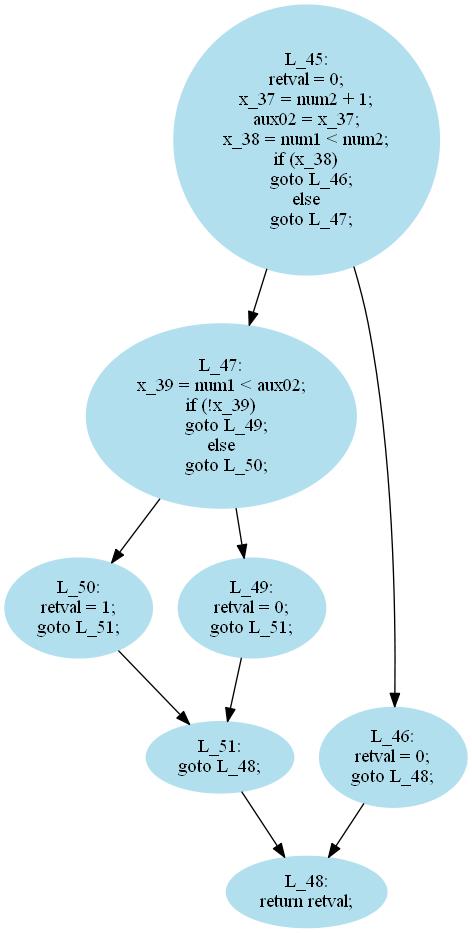 L_45:
retval = 0;
x_37 = num2 + 1;
aux02 = x_37;
x_38 = num1 < num2;
if (x_38)
goto L_46;
else
goto L_47;
L_47:
x_39 = num1 < aux02;
if (!x_39)
goto L_49;
else
goto L_50;
L_50:
retval = 1;
goto L_51;
L_49:
retval = 0;
goto L_51;
L_51:
goto L_48;
L_46:
retval = 0;
goto L_48;
L_48:
return retval;